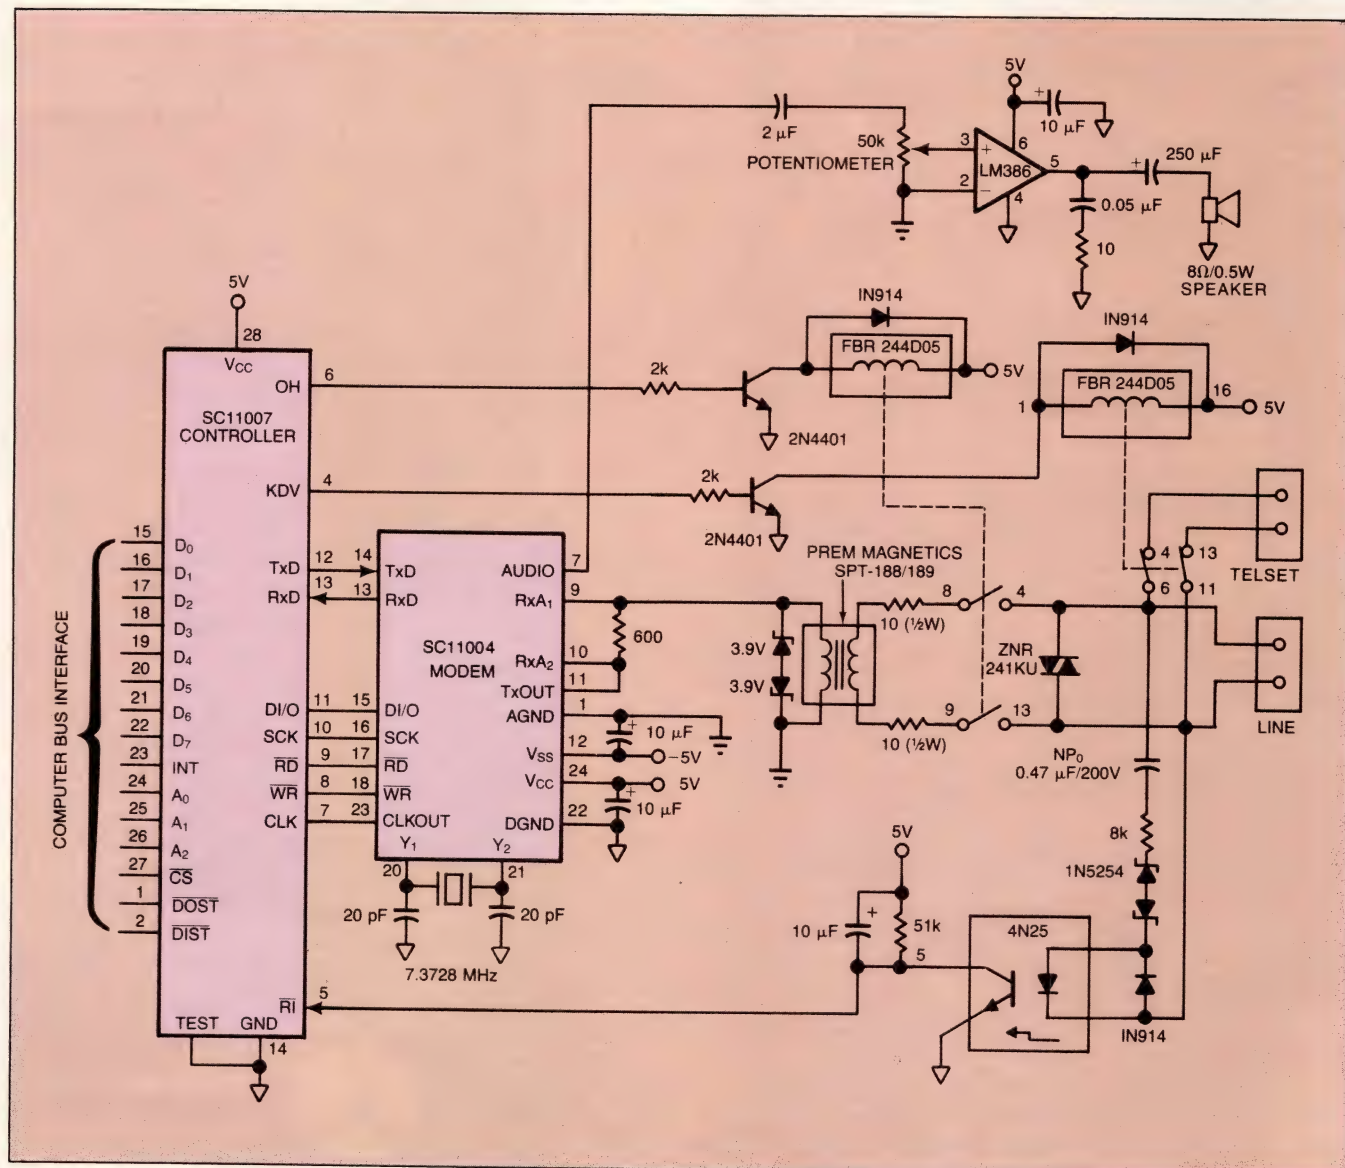 5V
2 µF
10 µF
50k
POTENTIOMETER
3
+
6
LM386
5
+
250 µF
2
−
4
0.05 µF
10
8Ω/0.5W
SPEAKER
5V
28
VCC
OH
6
SC11007
CONTROLLER
2k
2N4401
IN914
FBR 244D05
5V
IN914
FBR 244D05
1
16
5V
KDV
4
2k
2N4401
COMPUTER BUS INTERFACE
15 D0
16 D1
17 D2
18 D3
19 D4
20 D5
21 D6
22 D7
23 INT
24 A0
25 A1
26 A2
27 C̅S̅
1 D̅O̅S̅T̅
2 D̅I̅S̅T̅
TxD 12 14 TxD
RxD 13 13 RxD
DI/O 11 15 DI/O
SCK 10 16 SCK
R̅D̅ 9 17 R̅D̅
W̅R̅ 8 18 W̅R̅
CLK 7 23 CLKOUT
SC11004
MODEM
AUDIO 7
RxA1 9
600
RxA2 10
TxOUT 11
AGND 1
+
10 µF
VSS 12
−5V
VCC 24
5V
+
10 µF
DGND 22
Y1
Y2
20
21
20 pF
20 pF
7.3728 MHz
R̅I̅
5
TEST
GND
14
PREM MAGNETICS
SPT-188/189
3.9V
3.9V
10 (½W)
8
4
10 (½W)
9
13
ZNR
241KU
4
13
6
11
TELSET
LINE
NP0
0.47 µF/200V
8k
1N5254
5V
10 µF
+
51k
5
4N25
IN914